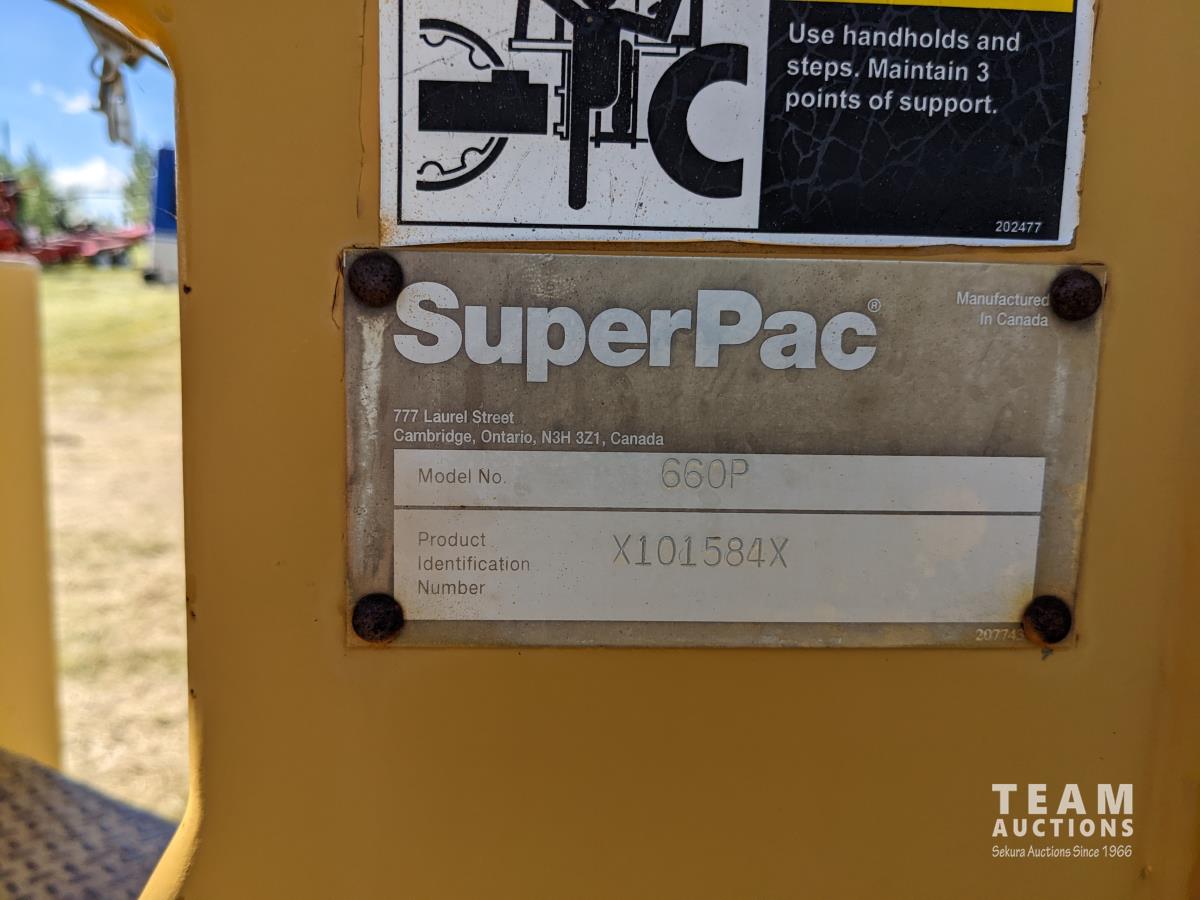 Use handholds and
steps. Maintain 3
points of support.
202477
SuperPac®
Manufactured
In Canada
777 Laurel Street
Cambridge, Ontario, N3H 3Z1, Canada
Model No. 660P
Product
Identification
Number
X101584X
TEAM
AUCTIONS
Sekura Auctions Since 1966